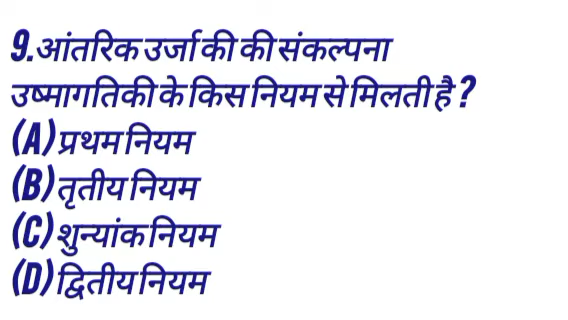 9.आंतरिक उर्जा की की संकल्पना
उष्मागतिकी के किस नियम से मिलती है ?
(A) प्रथम नियम
(B) तृतीय नियम
(C) शुन्यांक नियम
(D) द्वितीय नियम